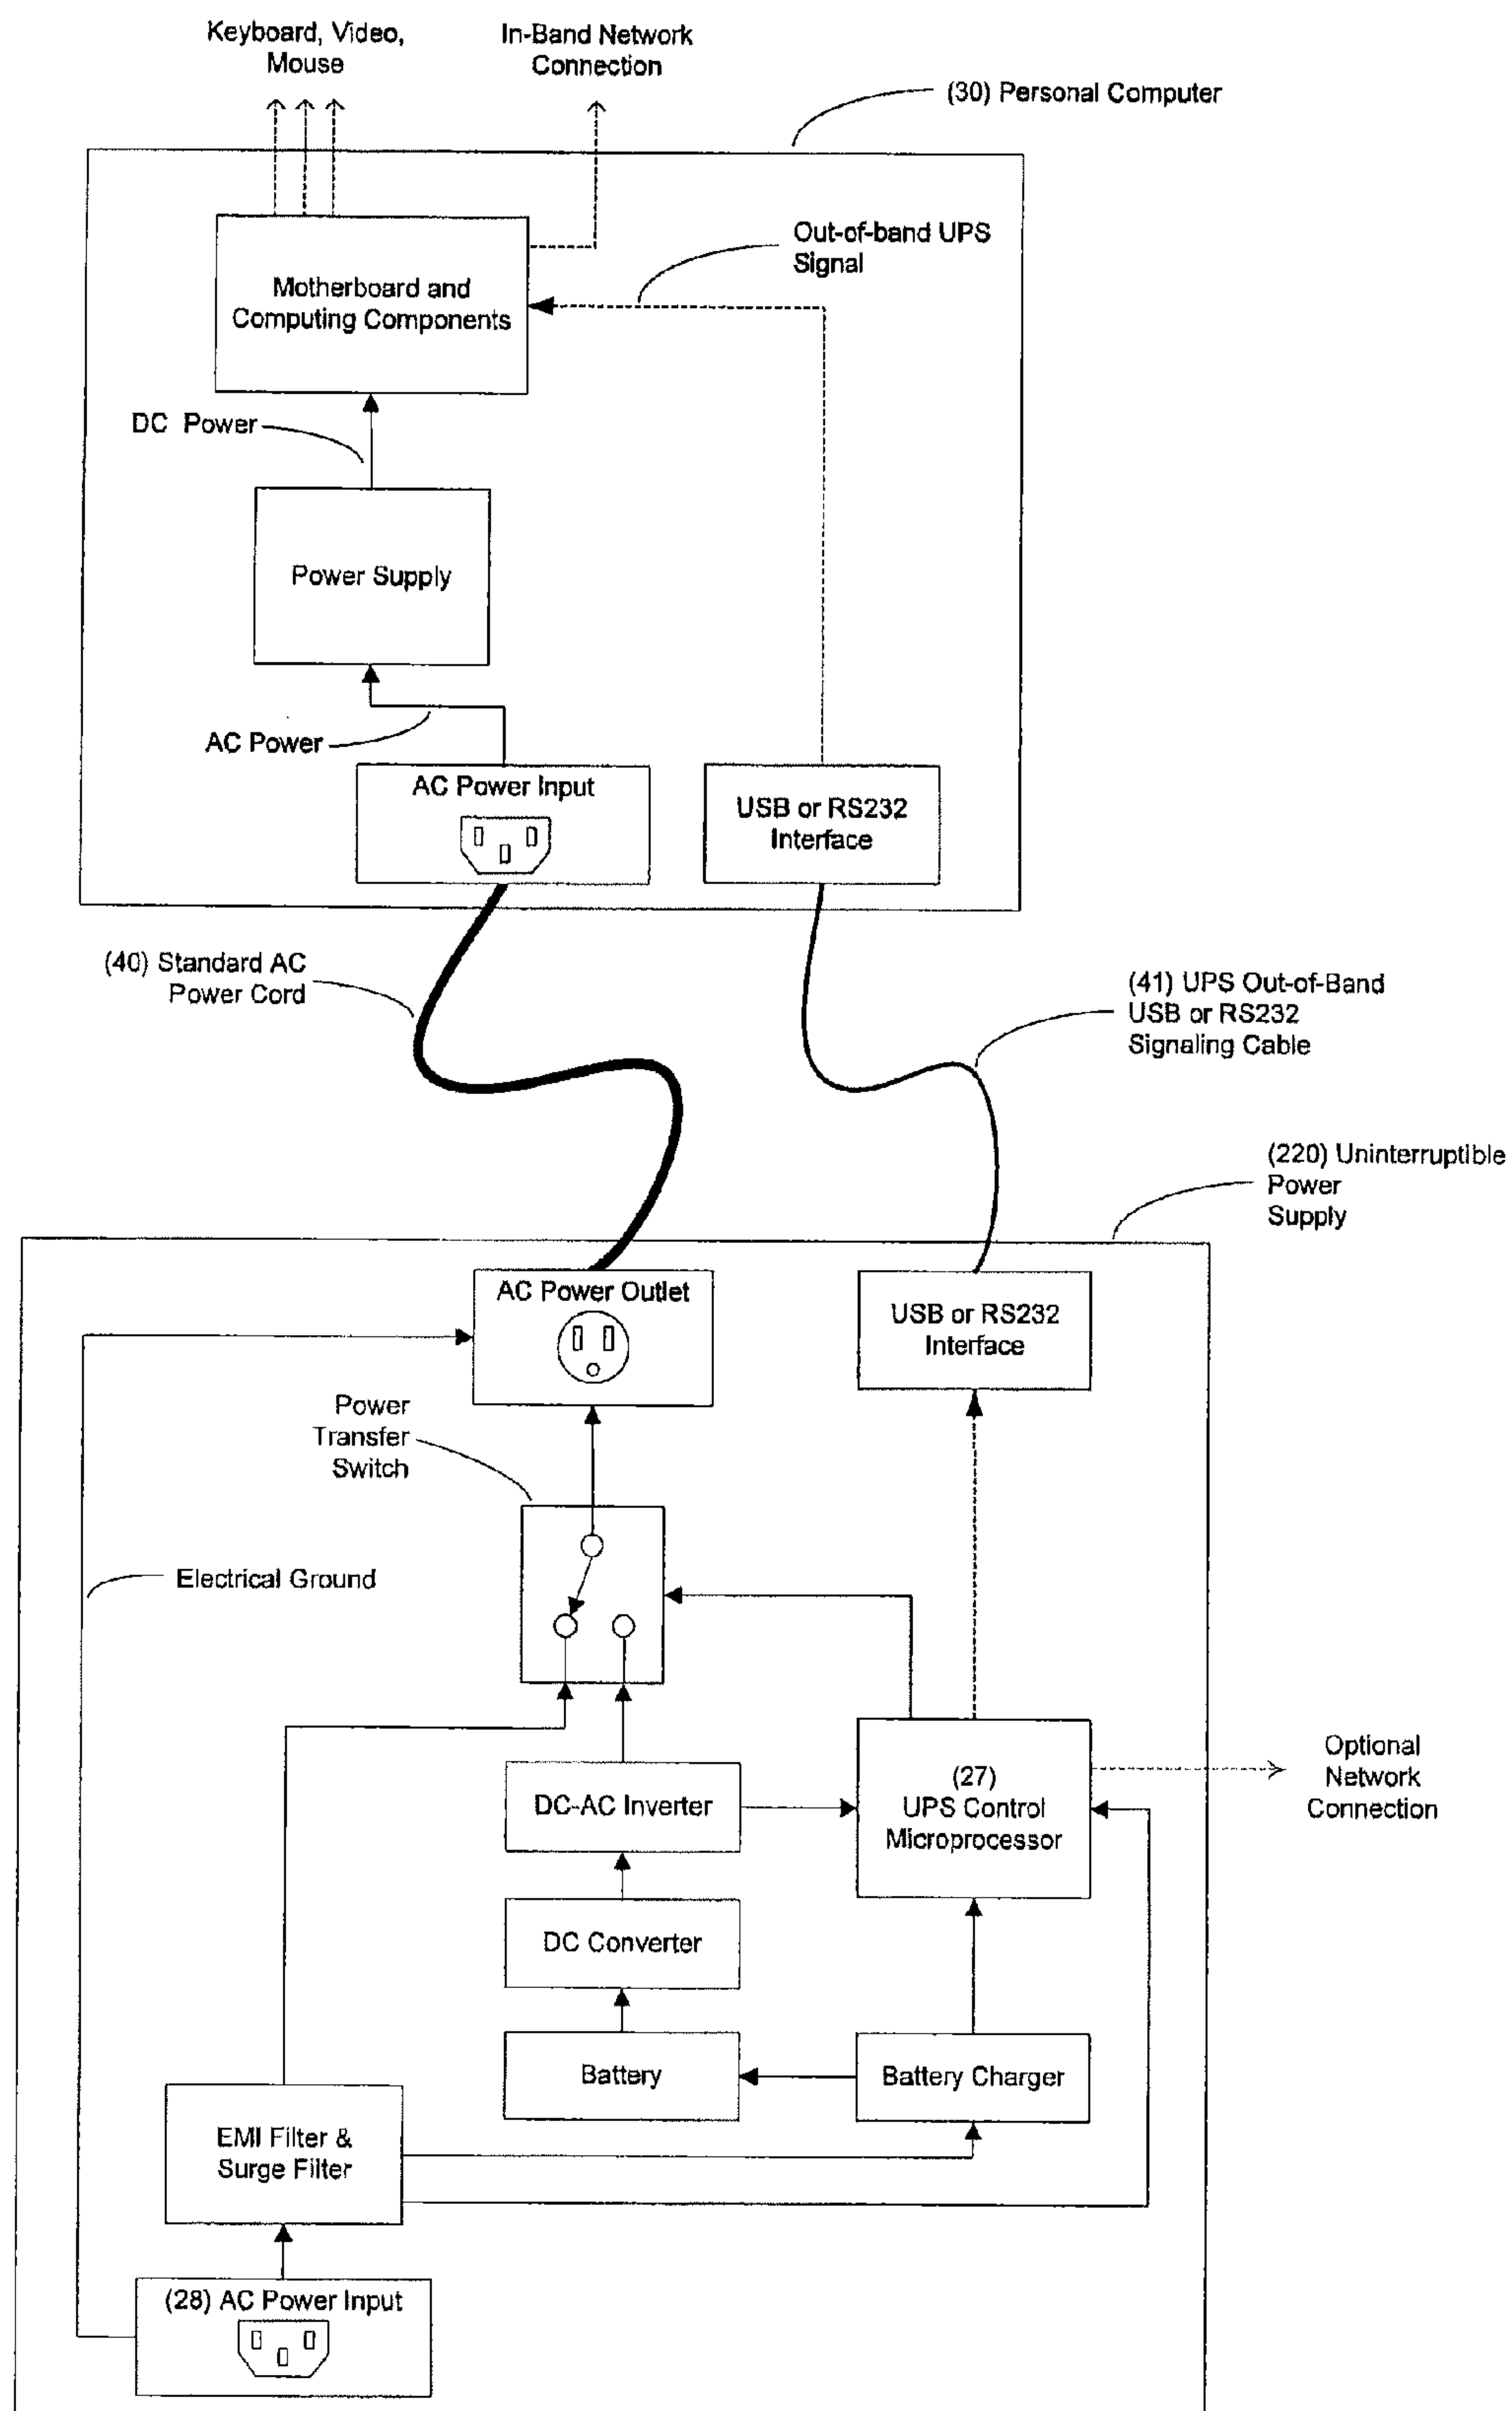 Keyboard, Video,
Mouse
In-Band Network
Connection
(30) Personal Computer
Out-of-band UPS
Signal
Motherboard and
Computing Components
DC Power
Power Supply
AC Power
AC Power Input
USB or RS232
Interface
(40) Standard AC
Power Cord
(41) UPS Out-of-Band
USB or RS232
Signaling Cable
(220) Uninterruptible
Power
Supply
AC Power Outlet
USB or RS232
Interface
Power
Transfer
Switch
Electrical Ground
DC-AC Inverter
(27)
UPS Control
Microprocessor
Optional
Network
Connection
DC Converter
Battery
Battery Charger
EMI Filter &
Surge Filter
(28) AC Power Input